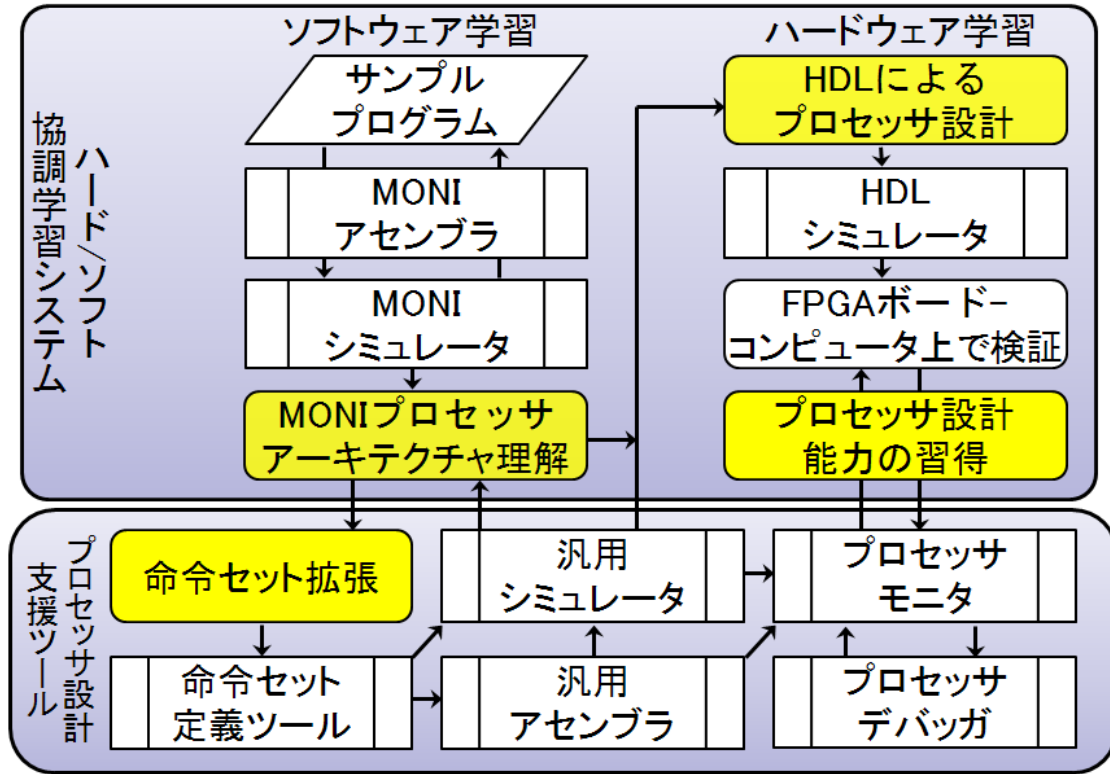 ハード/ソフト
協調学習システム
ソフトウェア学習
サンプル
プログラム
MONI
アセンブラ
MONI
シミュレータ
MONIプロセッサ
アーキテクチャ理解
ハードウェア学習
HDLによる
プロセッサ設計
HDL
シミュレータ
FPGAボード-
コンピュータ上で検証
プロセッサ設計
能力の習得
プロセッサ設計
支援ツール
命令セット拡張
汎用
シミュレータ
プロセッサ
モニタ
命令セット
定義ツール
汎用
アセンブラ
プロセッサ
デバッガ